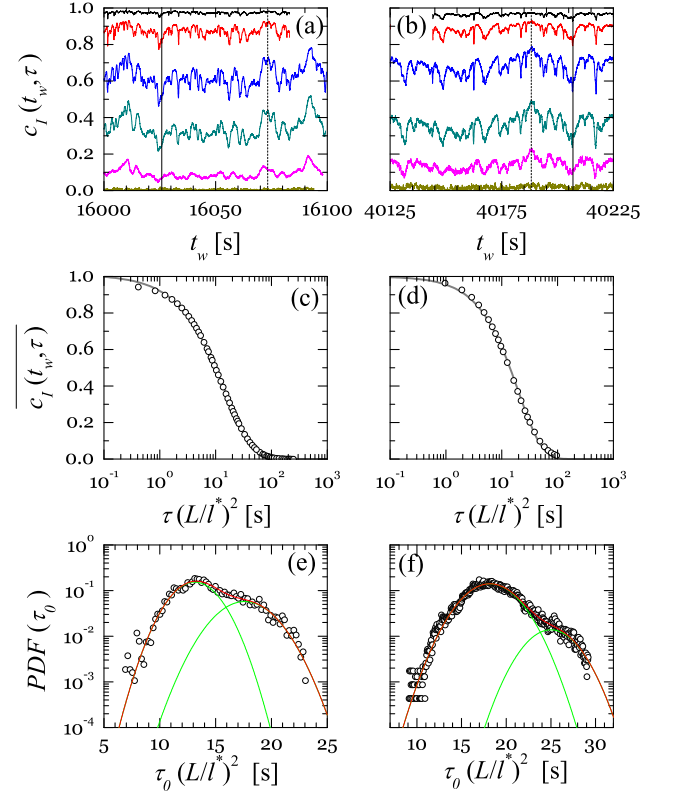 (a) (b)
1.0
0.8
0.6
0.4
0.2
0.0
c_I (t_w, τ)
16000 16050 16100 40125 40175 40225
t_w [s] t_w [s]
(c) (d)
1.0
0.8
0.6
0.4
0.2
0.0
c_I (t_w, τ)
10^-1 10^0 10^1 10^2 10^3 10^-1 10^0 10^1 10^2 10^3
τ (L/l^*)^2 [s] τ (L/l^*)^2 [s]
(e) (f)
10^0
10^-1
10^-2
10^-3
10^-4
PDF (τ_0)
5 10 15 20 25 10 15 20 25 30
τ_0 (L/l^*)^2 [s] τ_0 (L/l^*)^2 [s]